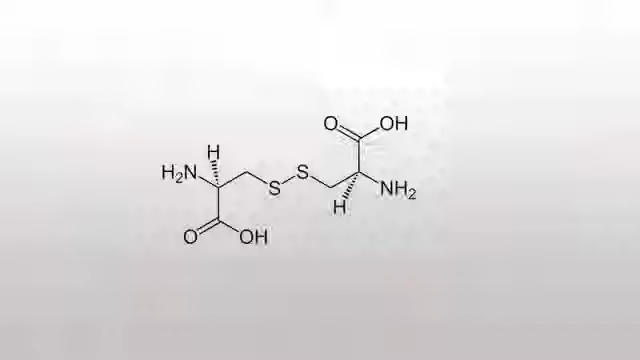 O OH
H
H₂N S S
H NH₂
O OH